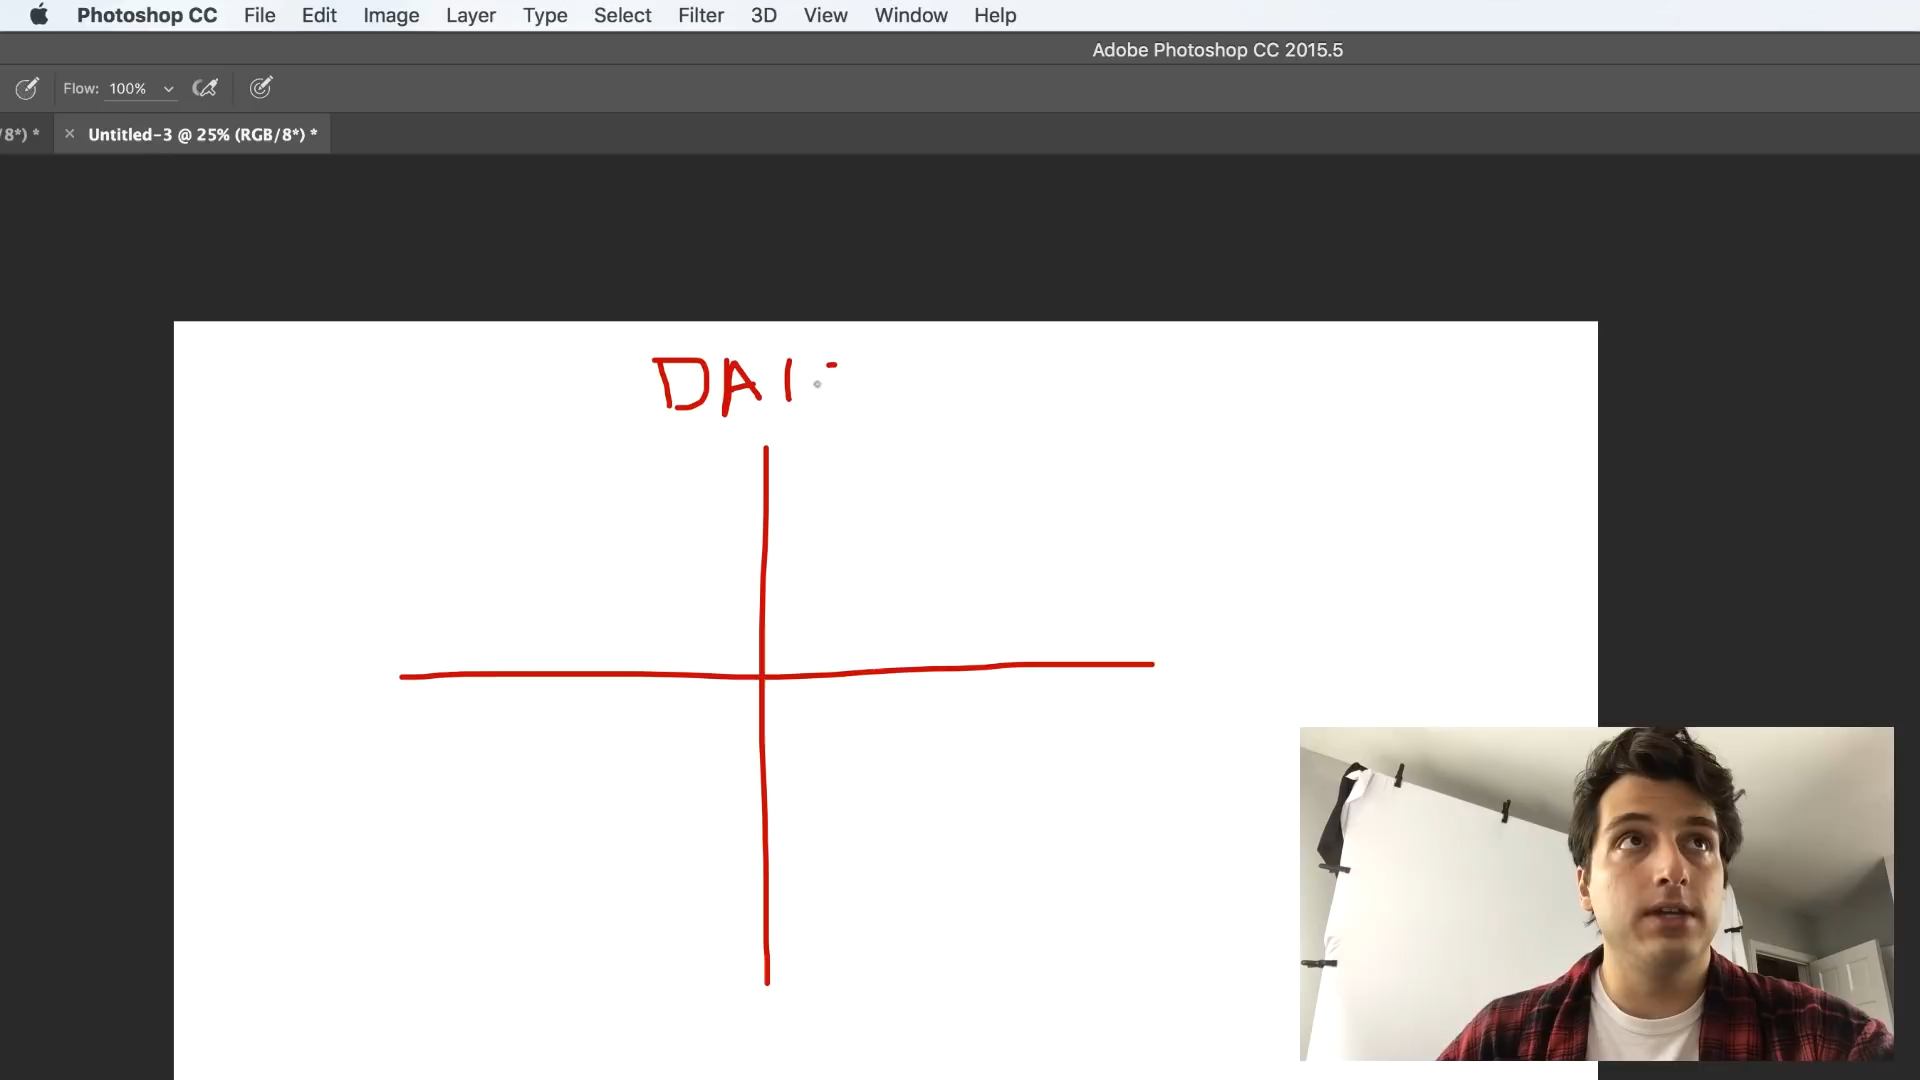 Photoshop CC File Edit Image Layer Type Select Filter 3D View Window Help
Adobe Photoshop CC 2015.5
Flow: 100%
/8*) * × Untitled-3 @ 25% (RGB/8*) *
DAI